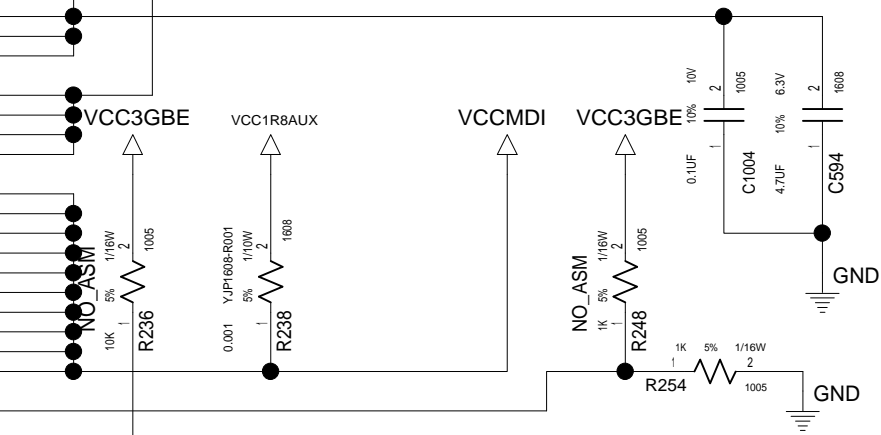 VCC3GBE
VCC1R8AUX
VCCMDI
VCC3GBE
10V
2
1005
10%
1
0.1UF
C1004
6.3V
2
1608
10%
1
4.7UF
C594
GND
NO_ASM
1/16W
2
1005
5%
1
10K
R236
YJP1608-R001
1/10W
2
1608
5%
1
0.001
R238
NO_ASM
1/16W
2
1005
5%
1
1K
R248
1K 5% 1/16W
1 2
R254 1005
GND